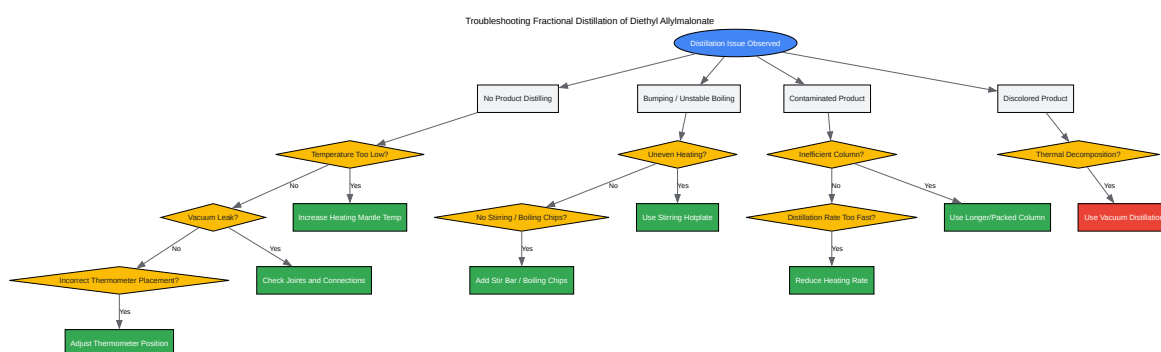 Troubleshooting Fractional Distillation of Diethyl Allylmalonate
Distillation Issue Observed
No Product Distilling
Bumping / Unstable Boiling
Contaminated Product
Discolored Product
Temperature Too Low?
Uneven Heating?
Inefficient Column?
Thermal Decomposition?
No
Yes
No
Yes
No
Yes
Yes
Vacuum Leak?
Increase Heating Mantle Temp
No Stirring / Boiling Chips?
Use Stirring Hotplate
Distillation Rate Too Fast?
Use Longer/Packed Column
Use Vacuum Distillation
No
Yes
Yes
Yes
Incorrect Thermometer Placement?
Check Joints and Connections
Add Stir Bar / Boiling Chips
Reduce Heating Rate
Yes
Adjust Thermometer Position